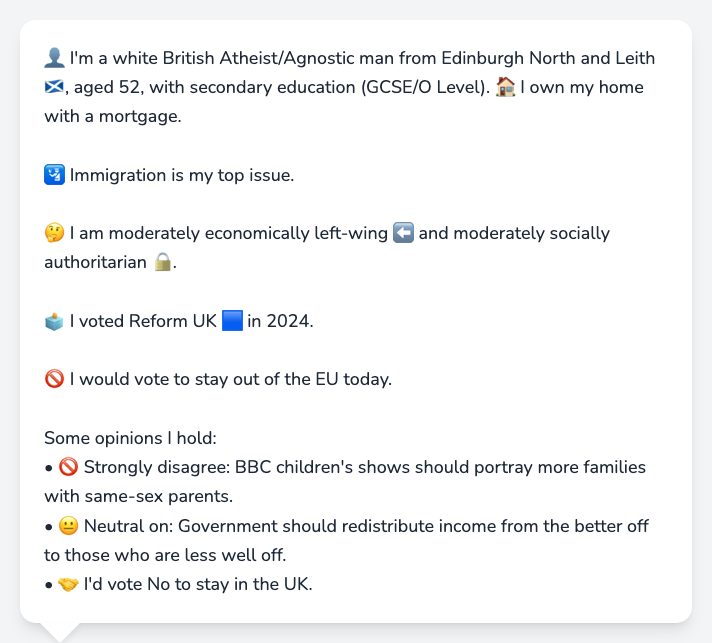 👤 I'm a white British Atheist/Agnostic man from Edinburgh North and Leith
🏴󠁧󠁢󠁳󠁣󠁴󠁿, aged 52, with secondary education (GCSE/O Level). 🏠 I own my home
with a mortgage.
🛂 Immigration is my top issue.
🤔 I am moderately economically left-wing ⬅️ and moderately socially
authoritarian 🔒.
🗳️ I voted Reform UK 🟦 in 2024.
🚫 I would vote to stay out of the EU today.
Some opinions I hold:
• 🚫 Strongly disagree: BBC children's shows should portray more families
with same-sex parents.
• 😐 Neutral on: Government should redistribute income from the better off
to those who are less well off.
• 🤝 I'd vote No to stay in the UK.